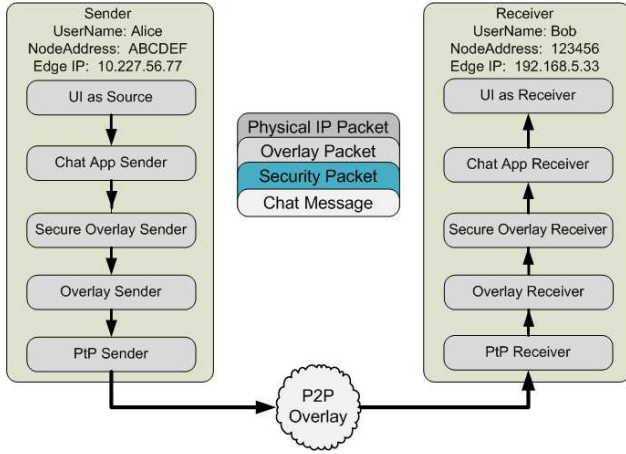 Sender
UserName: Alice
NodeAddress: ABCDEF
Edge IP: 10.227.56.77
UI as Source
Chat App Sender
Secure Overlay Sender
Overlay Sender
PtP Sender
Physical IP Packet
Overlay Packet
Security Packet
Chat Message
P2P
Overlay
Receiver
UserName: Bob
NodeAddress: 123456
Edge IP: 192.168.5.33
UI as Receiver
Chat App Receiver
Secure Overlay Receiver
Overlay Receiver
PtP Receiver